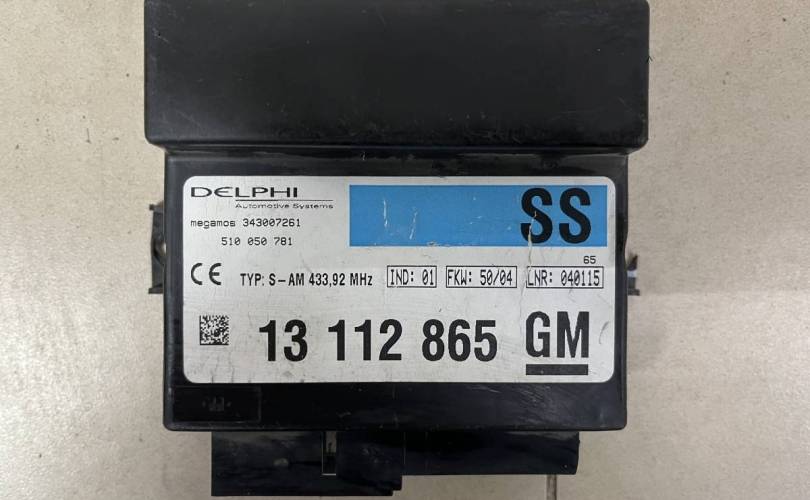 DELPHI
Automotive Systems
SS
megamos 343007261
510 050 781
65
CE TYP: S-AM 433,92 MHz IND: 01 FKW: 50/04 LNR: 040115
13 112 865 GM